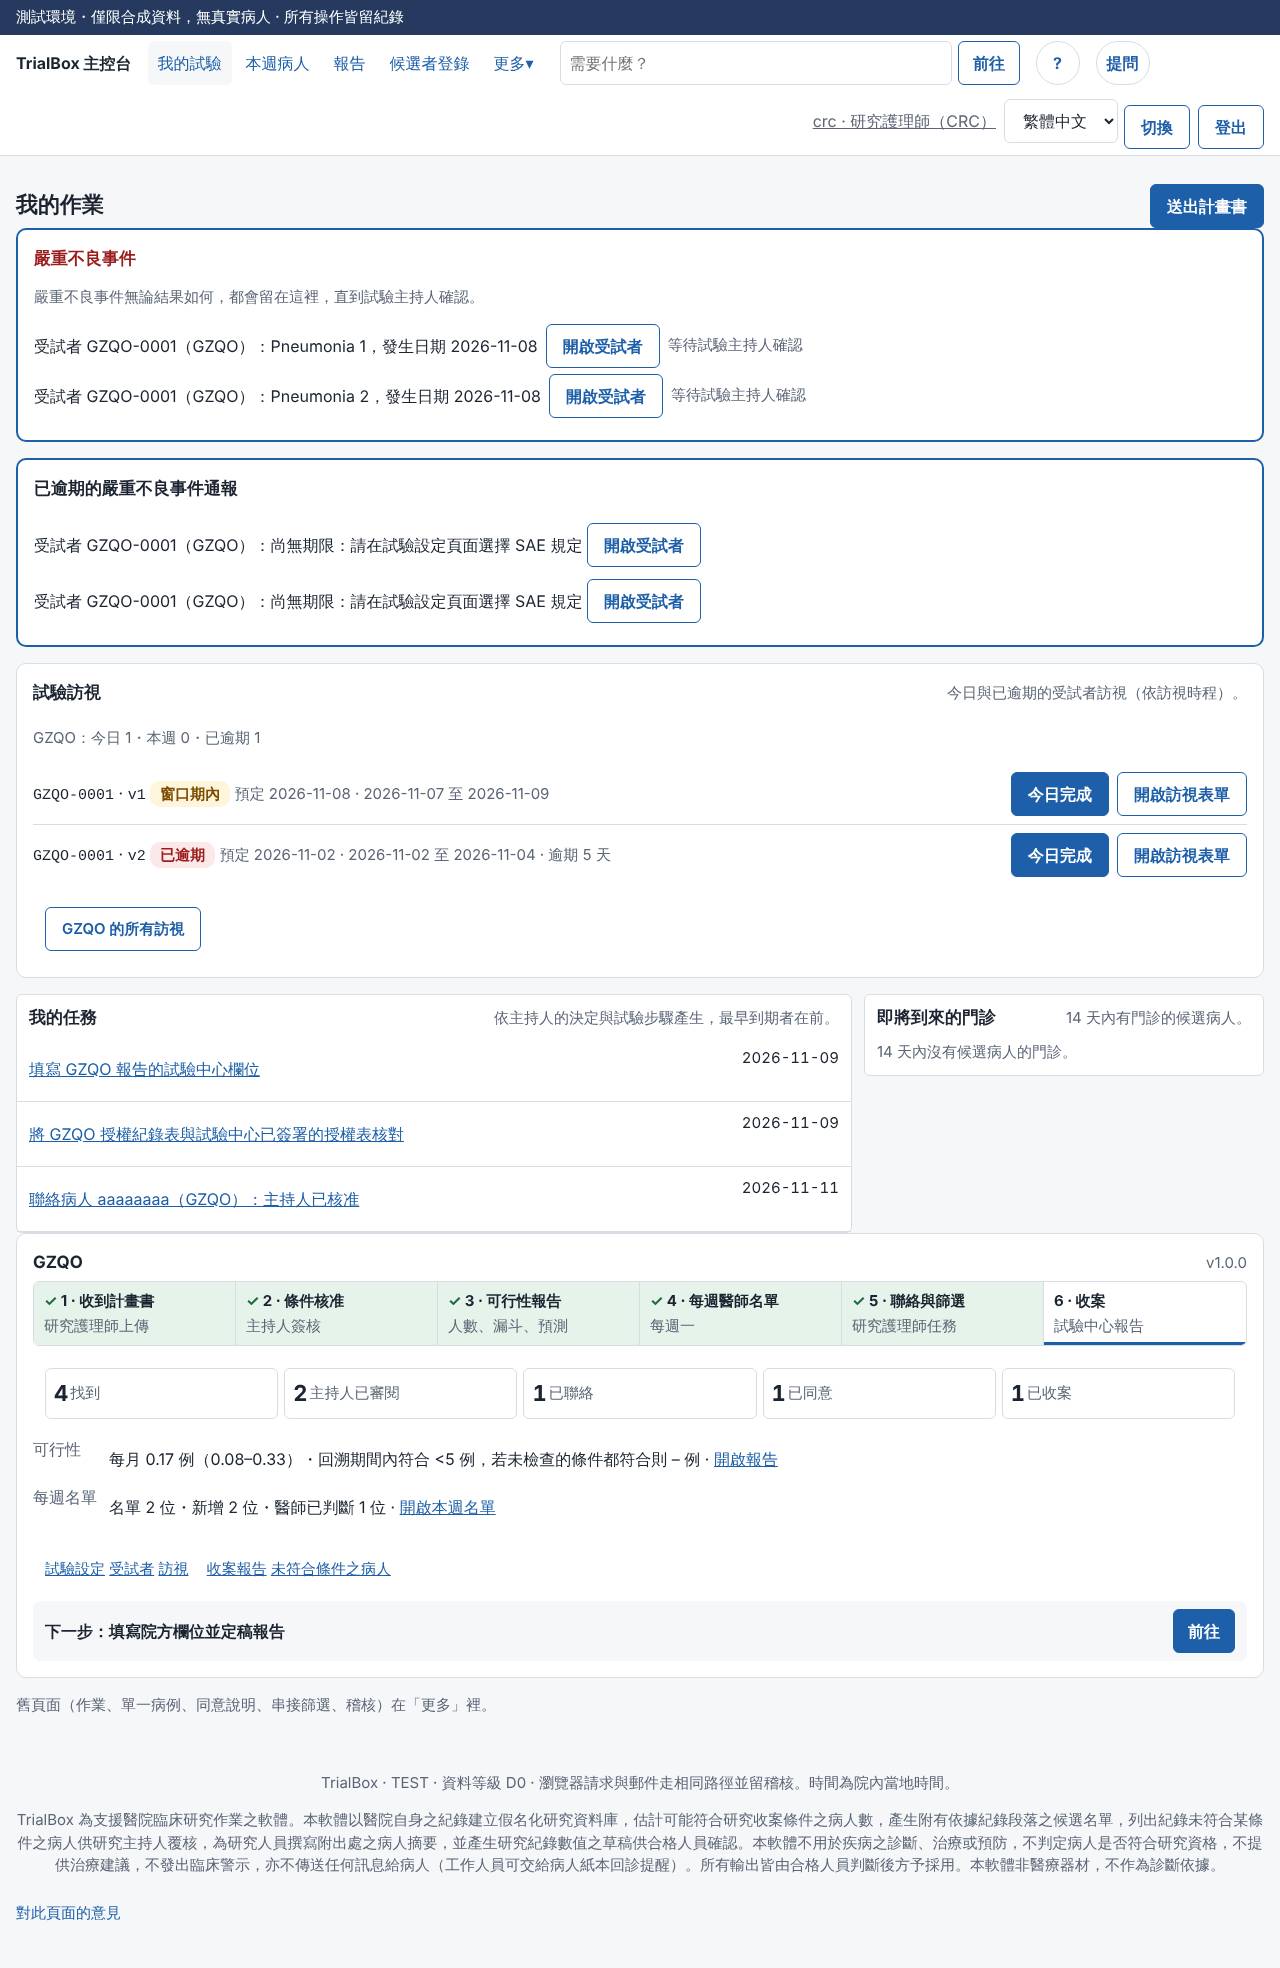 測試環境・僅限合成資料，無真實病人・所有操作皆留紀錄
TrialBox 主控台 我的試驗 本週病人 報告 候選者登錄 更多▾ 需要什麼？ 前往 ? 提問
crc · 研究護理師（CRC） 繁體中文 切換 登出
我的作業 送出計畫書
嚴重不良事件
嚴重不良事件無論結果如何，都會留在這裡，直到試驗主持人確認。
受試者 GZQO-0001（GZQO）：Pneumonia 1，發生日期 2026-11-08 開啟受試者 等待試驗主持人確認
受試者 GZQO-0001（GZQO）：Pneumonia 2，發生日期 2026-11-08 開啟受試者 等待試驗主持人確認
已逾期的嚴重不良事件通報
受試者 GZQO-0001（GZQO）：尚無期限：請在試驗設定頁面選擇 SAE 規定 開啟受試者
受試者 GZQO-0001（GZQO）：尚無期限：請在試驗設定頁面選擇 SAE 規定 開啟受試者
試驗訪視 今日與已逾期的受試者訪視（依訪視時程）。
GZQO：今日 1・本週 0・已逾期 1
GZQO-0001 · v1 窗口期內 預定 2026-11-08 · 2026-11-07 至 2026-11-09 今日完成 開啟訪視表單
GZQO-0001 · v2 已逾期 預定 2026-11-02 · 2026-11-02 至 2026-11-04 · 逾期 5 天 今日完成 開啟訪視表單
GZQO 的所有訪視
我的任務 依主持人的決定與試驗步驟產生，最早到期者在前。
填寫 GZQO 報告的試驗中心欄位 2026-11-09
將 GZQO 授權紀錄表與試驗中心已簽署的授權表核對 2026-11-09
聯絡病人 aaaaaaaa（GZQO）：主持人已核准 2026-11-11
即將到來的門診 14 天內有門診的候選病人。
14 天內沒有候選病人的門診。
GZQO v1.0.0
✓ 1 · 收到計畫書 ✓ 2 · 條件核准 ✓ 3 · 可行性報告 ✓ 4 · 每週醫師名單 ✓ 5 · 聯絡與篩選 6 · 收案
研究護理師上傳 主持人簽核 人數、漏斗、預測 每週一 研究護理師任務 試驗中心報告
4 找到 2 主持人已審閱 1 已聯絡 1 已同意 1 已收案
可行性 每月 0.17 例（0.08–0.33）・回溯期間內符合 <5 例，若未檢查的條件都符合則 – 例 · 開啟報告
每週名單 名單 2 位・新增 2 位・醫師已判斷 1 位 · 開啟本週名單
試驗設定 受試者 訪視 收案報告 未符合條件之病人
下一步：填寫院方欄位並定稿報告 前往
舊頁面（作業、單一病例、同意說明、串接篩選、稽核）在「更多」裡。
TrialBox · TEST · 資料等級 D0 · 瀏覽器請求與郵件走相同路徑並留稽核。時間為院內當地時間。
TrialBox 為支援醫院臨床研究作業之軟體。本軟體以醫院自身之紀錄建立假名化研究資料庫，估計可能符合研究收案條件之病人數，產生附有依據紀錄段落之候選名單，列出紀錄未符合某條
件之病人供研究主持人覆核，為研究人員撰寫附出處之病人摘要，並產生研究紀錄數值之草稿供合格人員確認。本軟體不用於疾病之診斷、治療或預防，不判定病人是否符合研究資格，不提
供治療建議，不發出臨床警示，亦不傳送任何訊息給病人（工作人員可交給病人紙本回診提醒）。所有輸出皆由合格人員判斷後方予採用。本軟體非醫療器材，不作為診斷依據。
對此頁面的意見